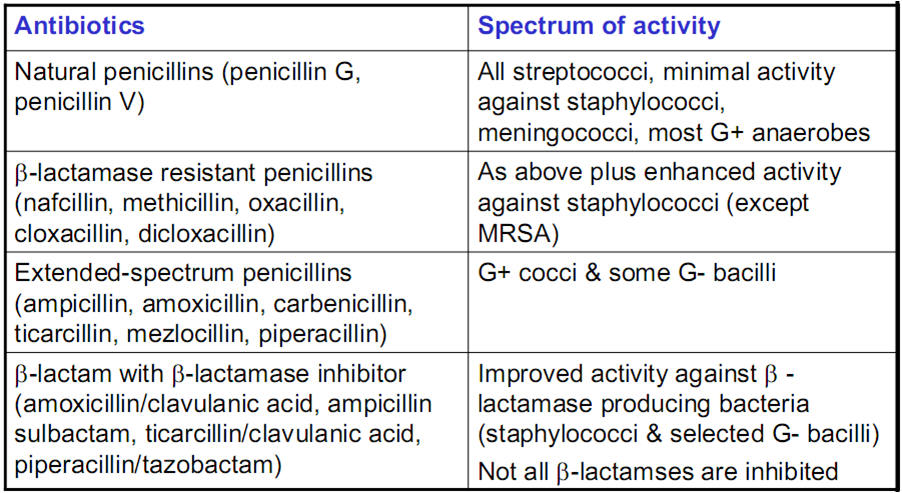 Antibiotics
Spectrum of activity
Natural penicillins (penicillin G,
penicillin V)
All streptococci, minimal activity
against staphylococci,
meningococci, most G+ anaerobes
β-lactamase resistant penicillins
(nafcillin, methicillin, oxacillin,
cloxacillin, dicloxacillin)
As above plus enhanced activity
against staphylococci (except
MRSA)
Extended-spectrum penicillins
(ampicillin, amoxicillin, carbenicillin,
ticarcillin, mezlocillin, piperacillin)
G+ cocci & some G- bacilli
β-lactam with β-lactamase inhibitor
(amoxicillin/clavulanic acid, ampicillin
sulbactam, ticarcillin/clavulanic acid,
piperacillin/tazobactam)
Improved activity against β -
lactamase producing bacteria
(staphylococci & selected G- bacilli)
Not all β-lactamses are inhibited